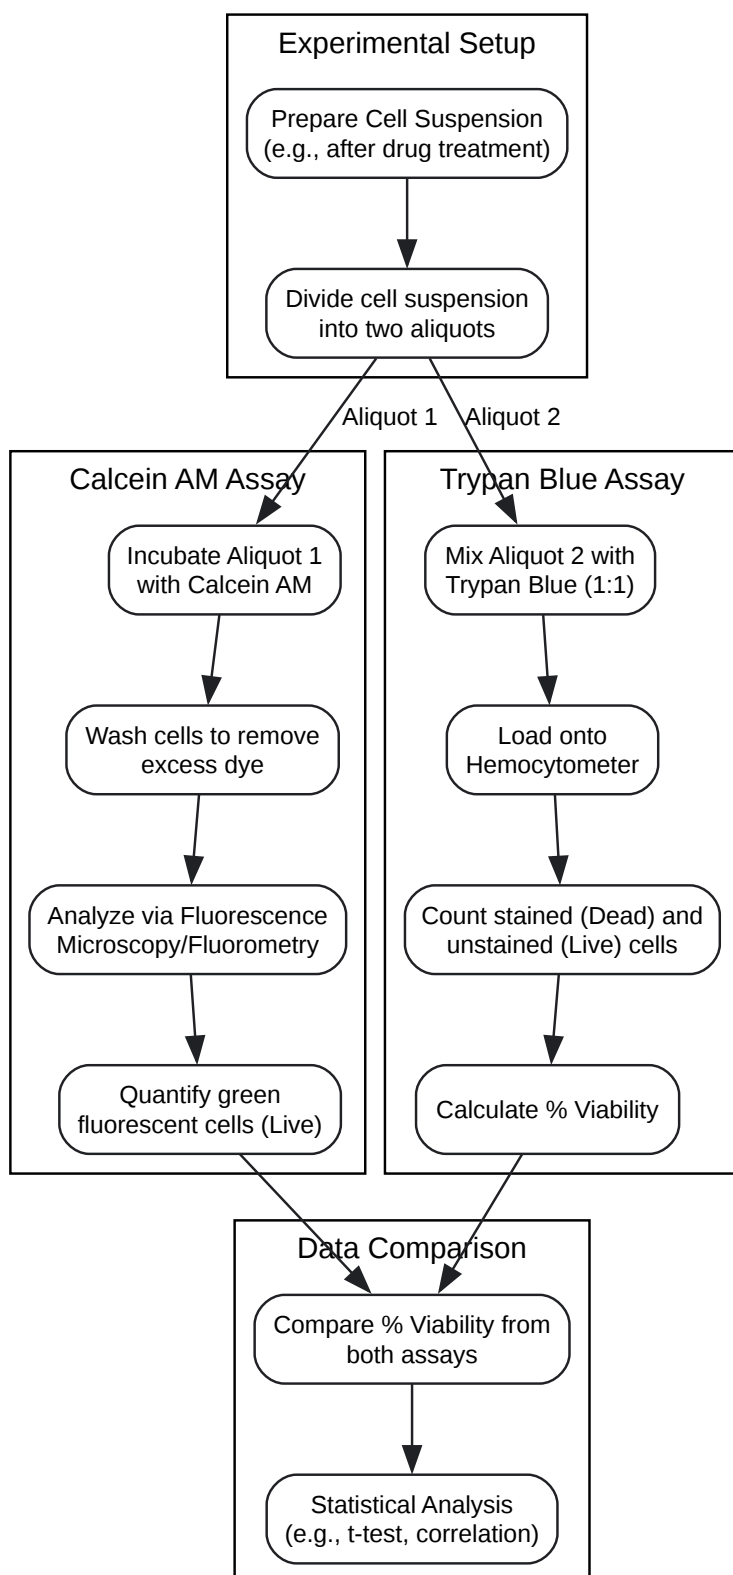 Experimental Setup
Prepare Cell Suspension
(e.g., after drug treatment)
Divide cell suspension
into two aliquots
Aliquot 1
Aliquot 2
Calcein AM Assay
Incubate Aliquot 1
with Calcein AM
Wash cells to remove
excess dye
Analyze via Fluorescence
Microscopy/Fluorometry
Quantify green
fluorescent cells (Live)
Trypan Blue Assay
Mix Aliquot 2 with
Trypan Blue (1:1)
Load onto
Hemocytometer
Count stained (Dead) and
unstained (Live) cells
Calculate % Viability
Data Comparison
Compare % Viability from
both assays
Statistical Analysis
(e.g., t-test, correlation)